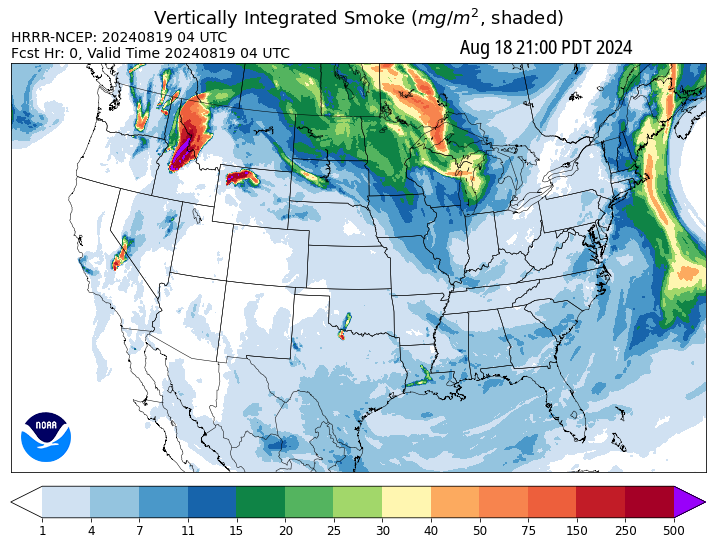 Vertically Integrated Smoke (mg/m², shaded)
HRRR-NCEP: 20240819 04 UTC
Fcst Hr: 0, Valid Time 20240819 04 UTC
Aug 18 21:00 PDT 2024
NOAA
1 4 7 11 15 20 25 30 40 50 75 150 250 500